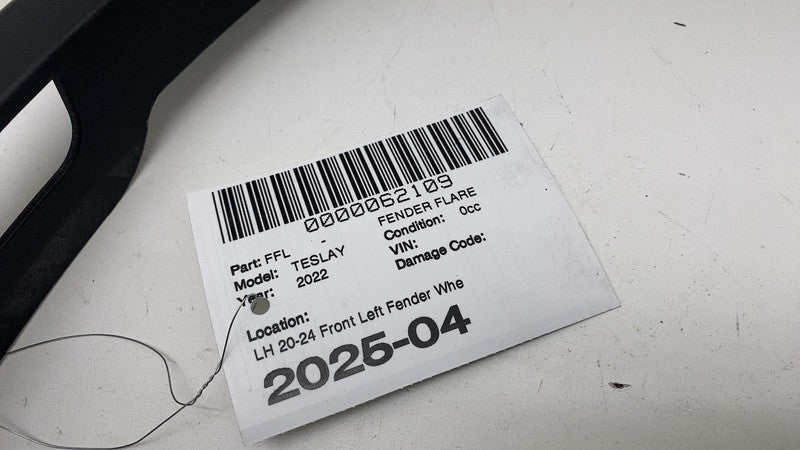 0000062109
Part: FFL - FENDER FLARE
Model: TESLAY Condition: 0cc
Year: 2022 VIN:
Damage Code:
Location:
LH 20-24 Front Left Fender Whe
2025-04